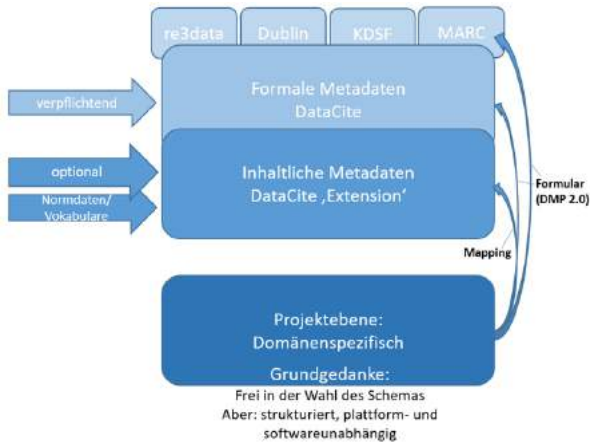 re3data Dublin KDSF MARC
verpflichtend
Formale Metadaten
DataCite
optional
Normdaten/
Vokabulare
Inhaltliche Metadaten
DataCite ‚Extension‘
Formular
(DMP 2.0)
Mapping
Projektebene:
Domänenspezifisch
Grundgedanke:
Frei in der Wahl des Schemas
Aber: strukturiert, plattform- und
softwareunabhängig